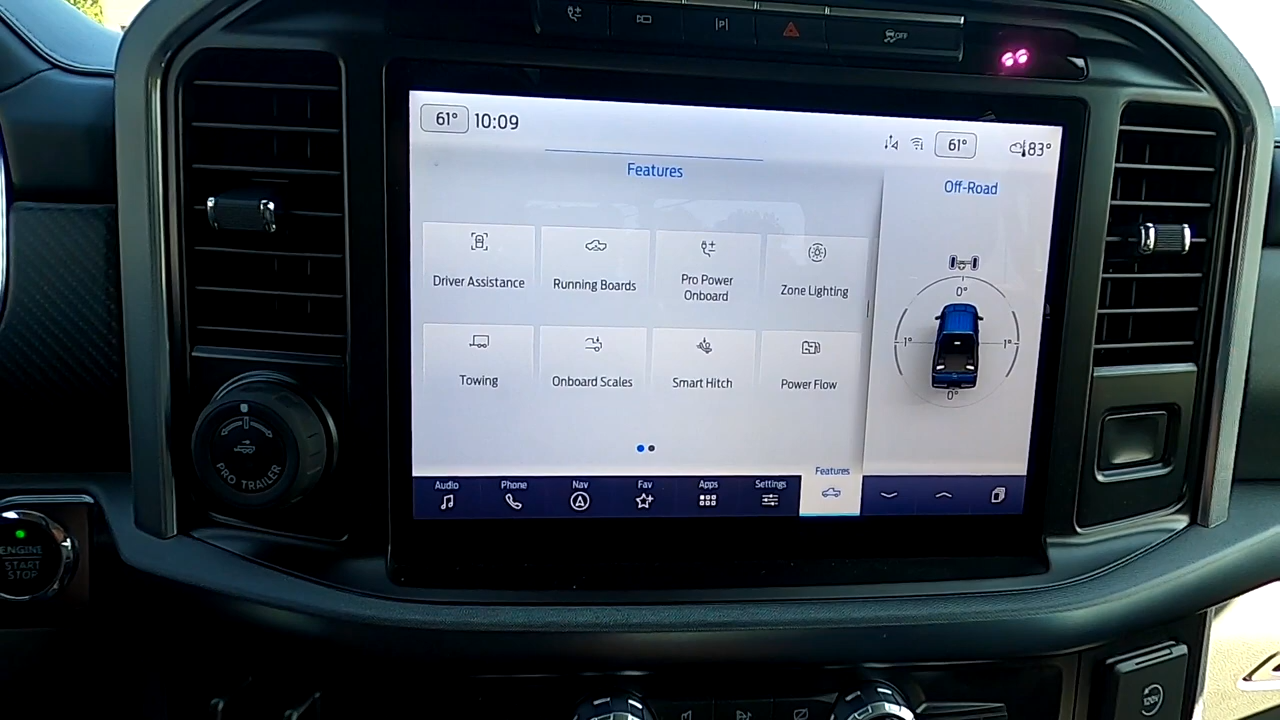 |P|
OFF
61° 10:09
61° 83°
Features
Off-Road
Driver Assistance
Running Boards
Pro Power
Onboard
Zone Lighting
0°
1° 1°
0°
Towing
Onboard Scales
Smart Hitch
Power Flow
PRO TRAILER
Audio
Phone
Nav
Fav
Apps
Settings
Features
ENGINE
START
STOP
120V